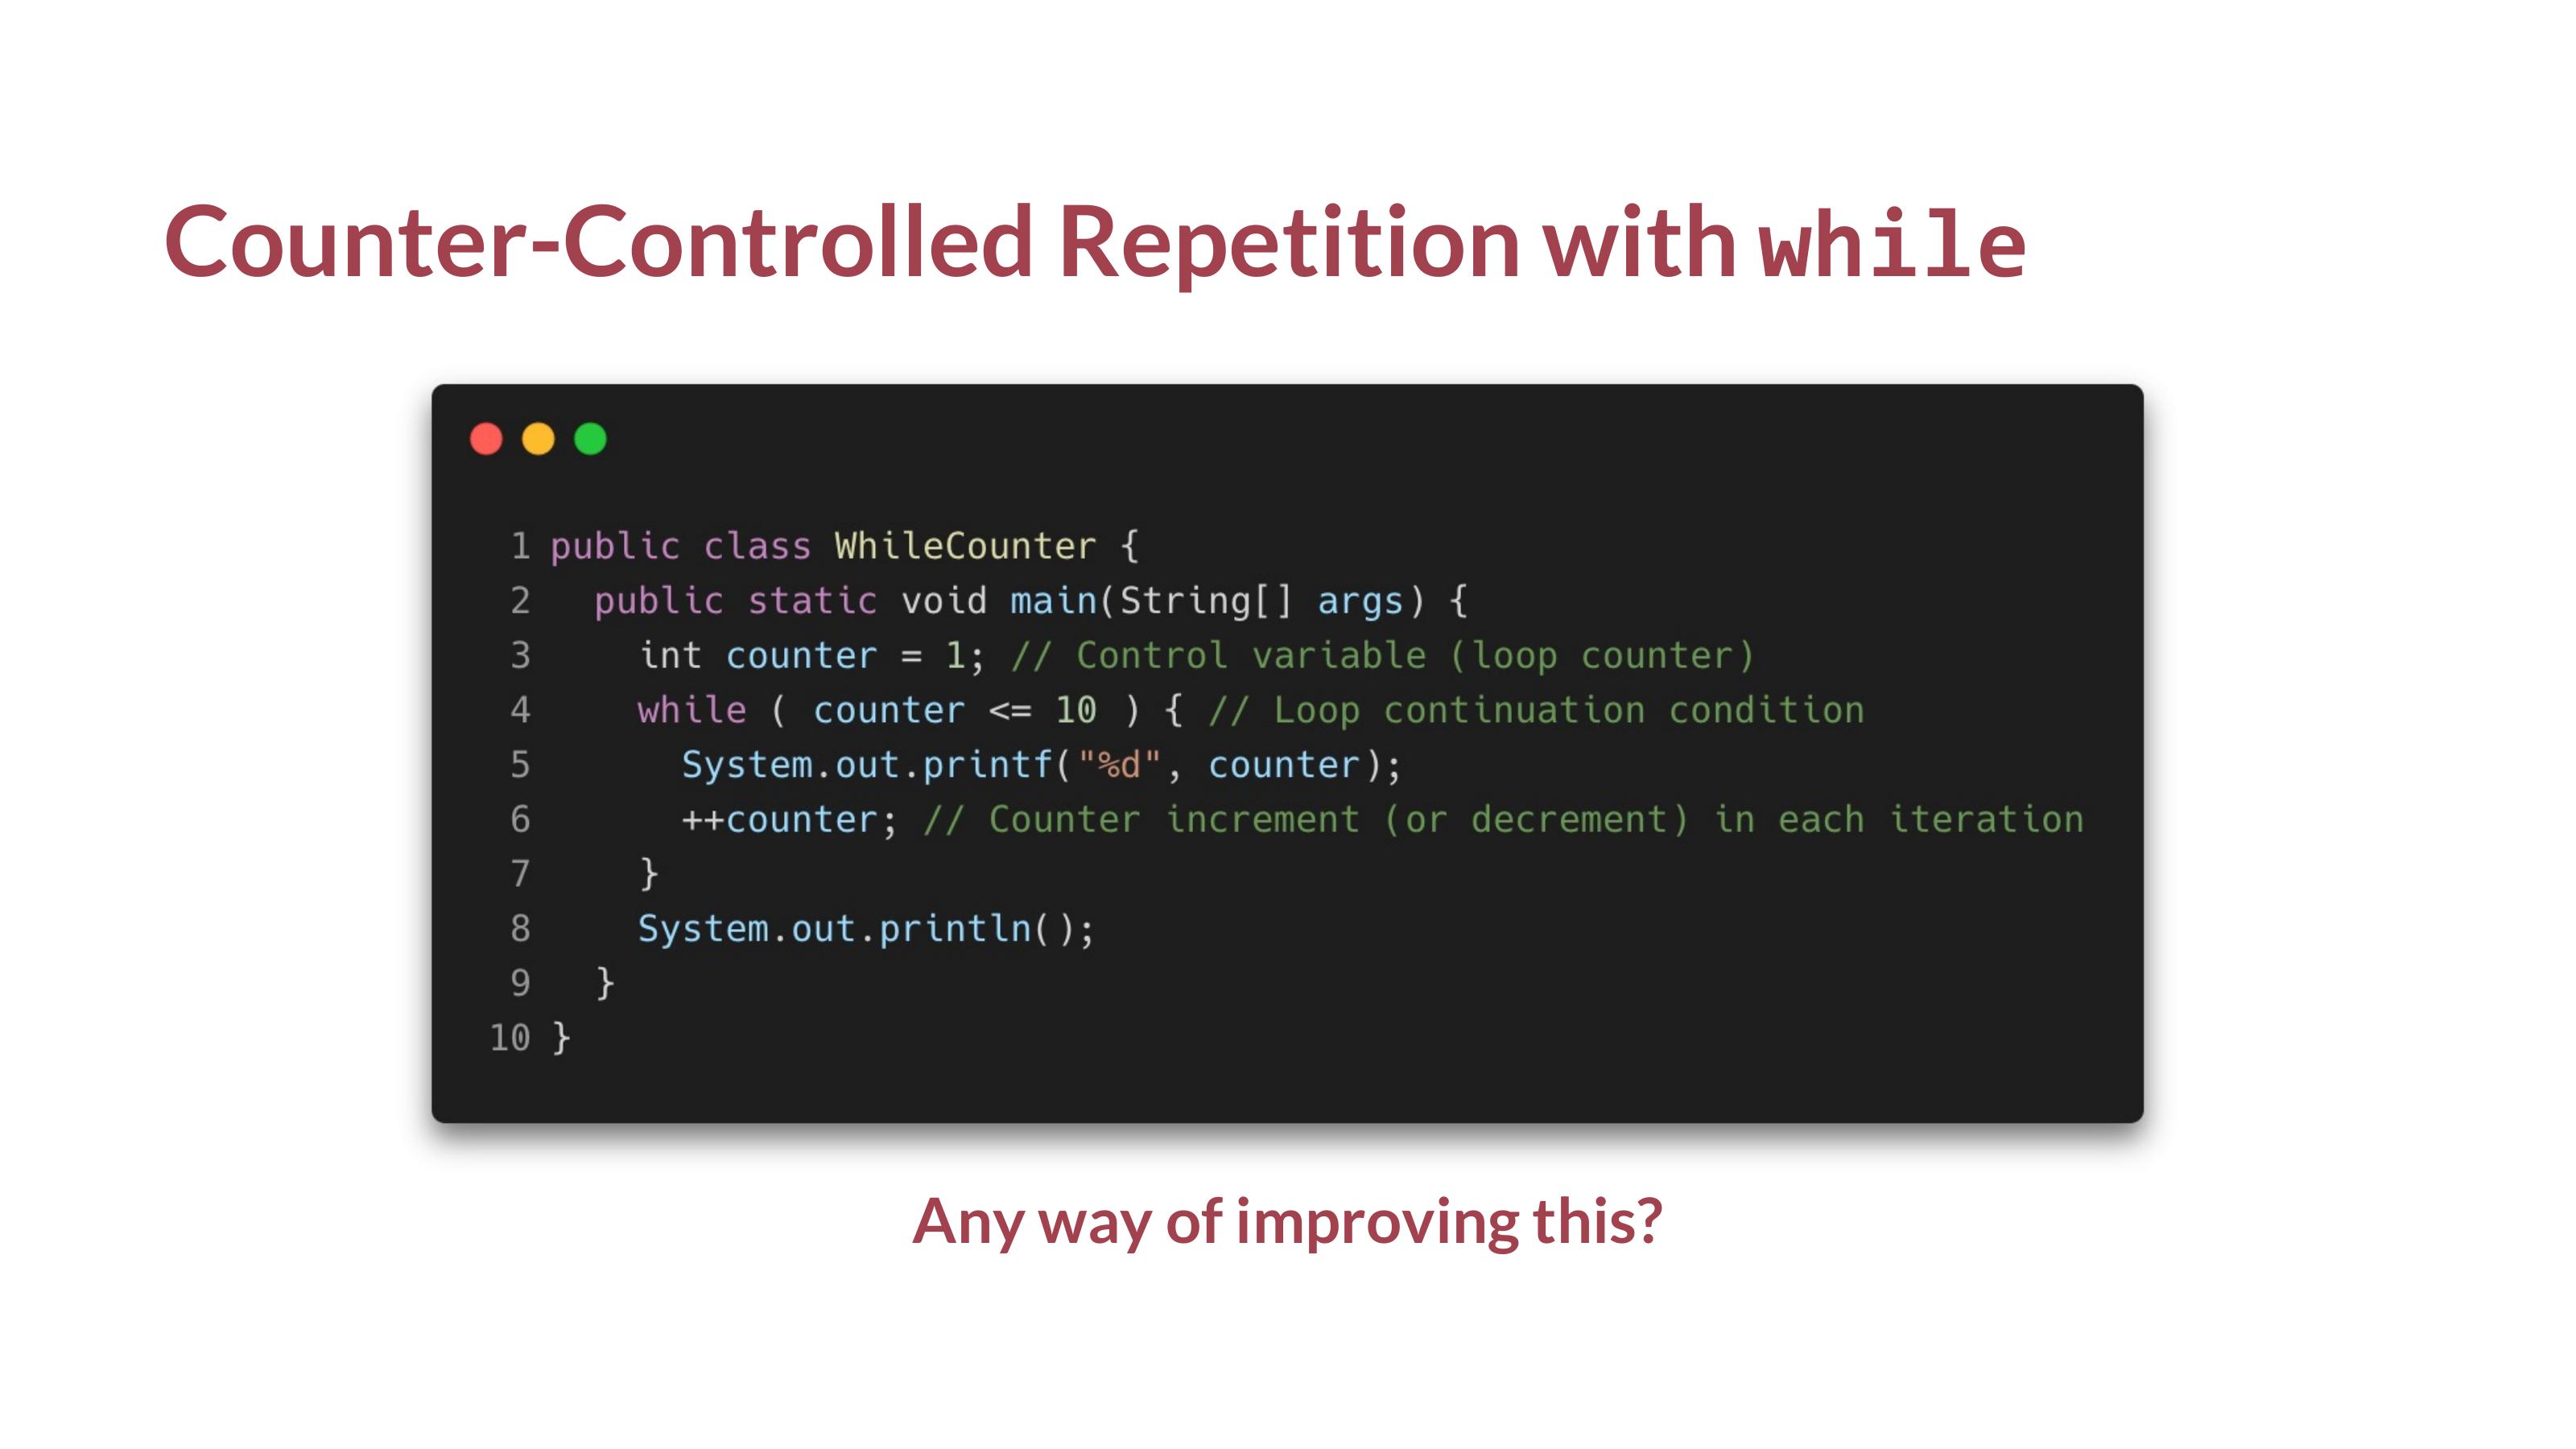 Counter-Controlled Repetition with while
1 public class WhileCounter {
2   public static void main(String[] args) {
3     int counter = 1; // Control variable (loop counter)
4     while ( counter <= 10 ) { // Loop continuation condition
5       System.out.printf("%d", counter);
6       ++counter; // Counter increment (or decrement) in each iteration
7     }
8     System.out.println();
9   }
10 }
Any way of improving this?